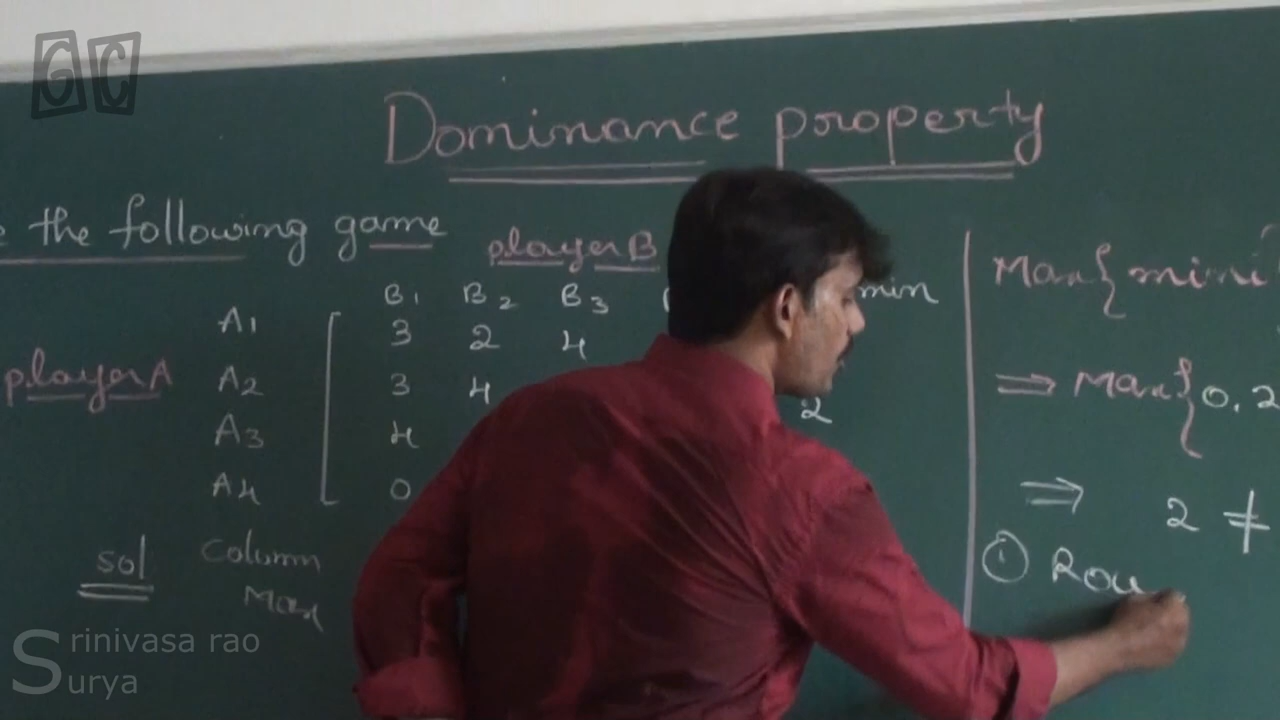 GC
Dominance property
e the following game
player B
B1 B2 B3 min
A1 3 2 4
player A A2 3 4 2
A3 4
A4 0
sol Column
Max
Max{ mini
⇒ Max{ 0, 2
⇒ 2 ≠
① Row
Srinivasa rao
Surya